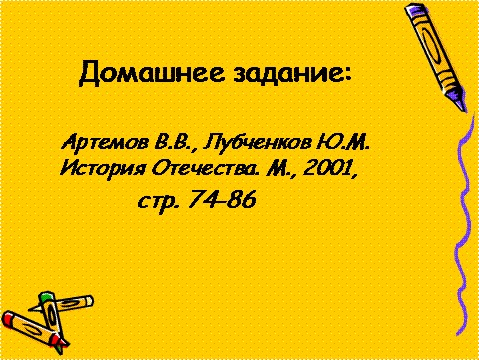 Домашнее задание:
Артемов В.В., Лубченков Ю.М.
История Отечества. М., 2001,
стр. 74-86